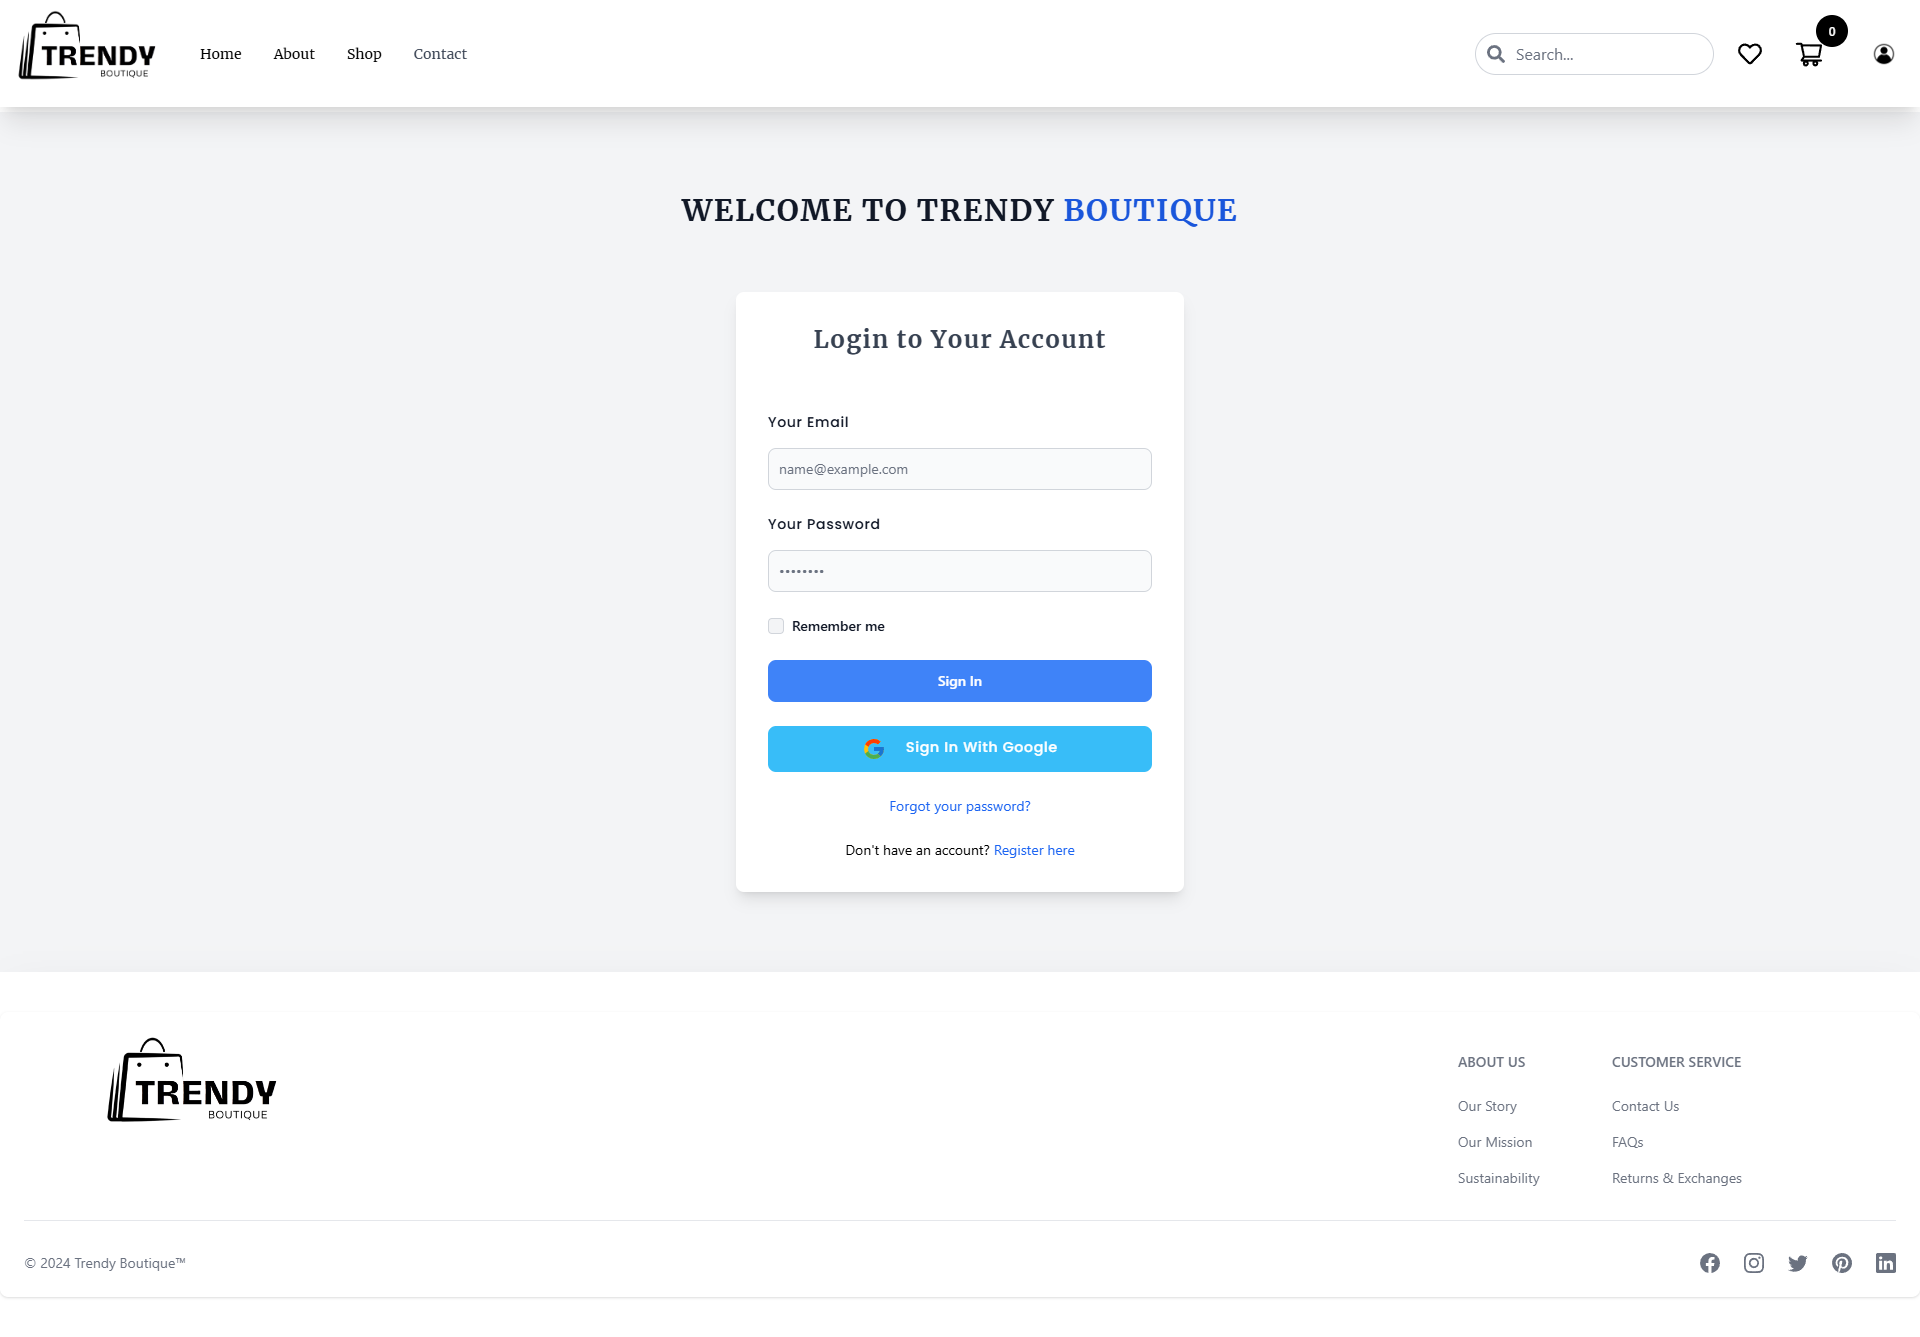 TRENDY
BOUTIQUE
Home About Shop Contact
Search...
0
WELCOME TO TRENDY BOUTIQUE
Login to Your Account
Your Email
name@example.com
Your Password
••••••••
Remember me
Sign In
Sign In With Google
Forgot your password?
Don't have an account? Register here
TRENDY
BOUTIQUE
ABOUT US
Our Story
Our Mission
Sustainability
CUSTOMER SERVICE
Contact Us
FAQs
Returns & Exchanges
© 2024 Trendy Boutique™